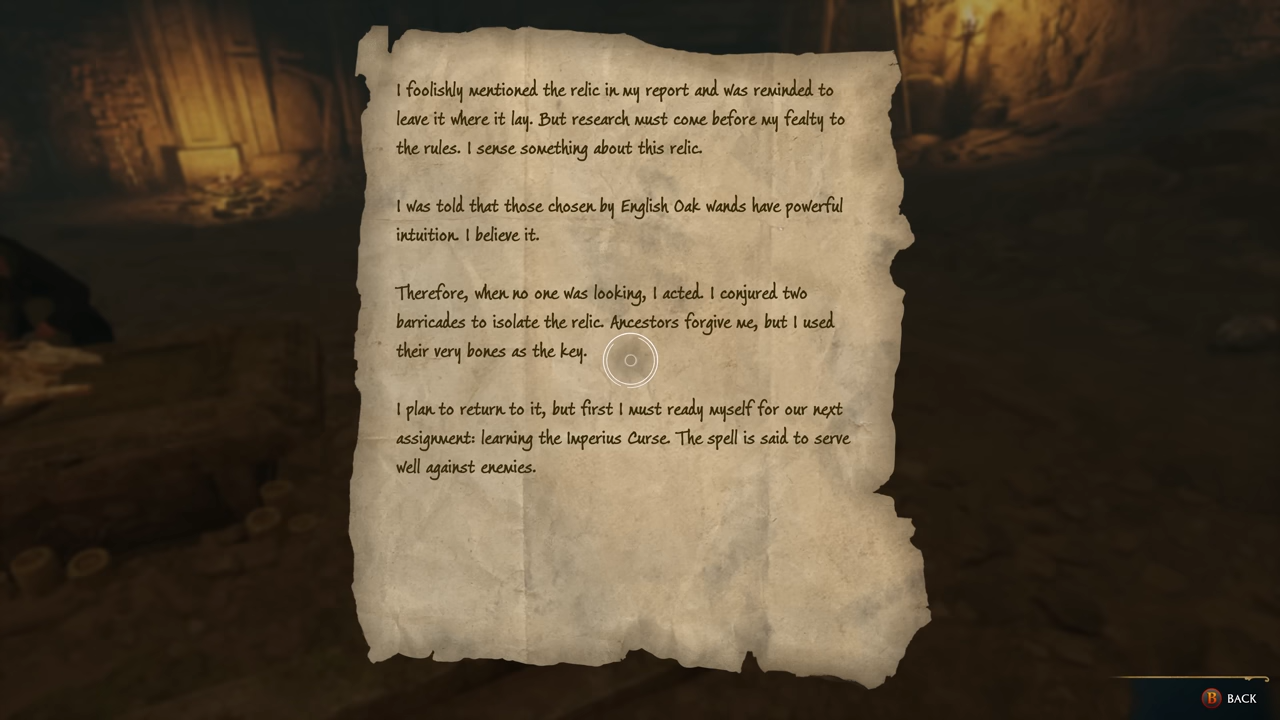 I foolishly mentioned the relic in my report and was reminded to
leave it where it lay. But research must come before my fealty to
the rules. I sense something about this relic.
I was told that those chosen by English Oak wands have powerful
intuition. I believe it.
Therefore, when no one was looking, I acted. I conjured two
barricades to isolate the relic. Ancestors forgive me, but I used
their very bones as the key.
I plan to return to it, but first I must ready myself for our next
assignment: learning the Imperius Curse. The spell is said to serve
well against enemies.
B BACK